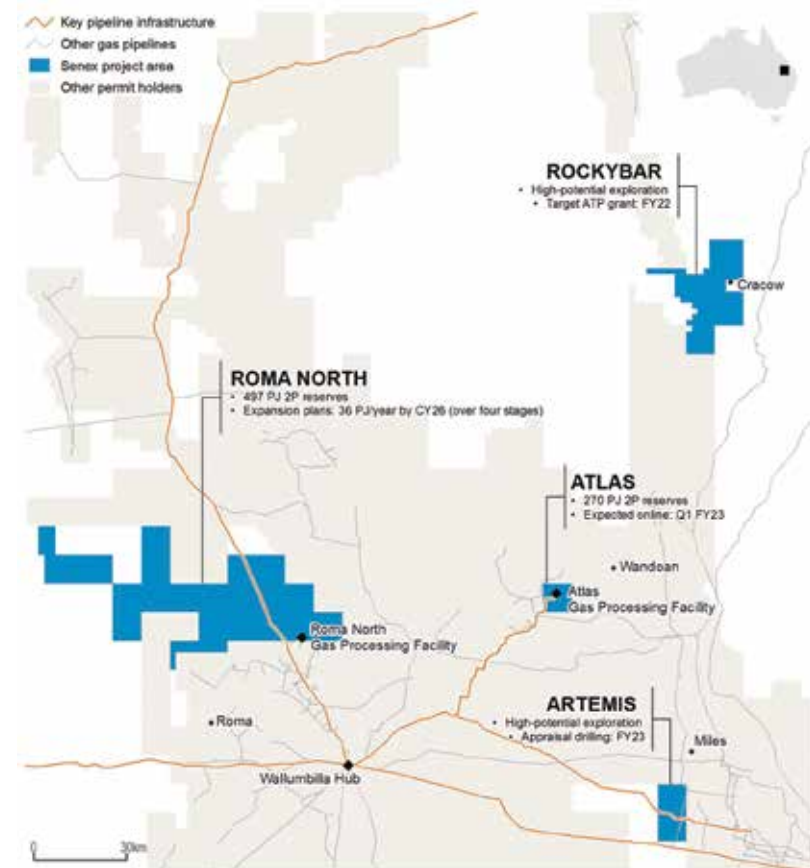 Key pipeline infrastructure
Other gas pipelines
Senex project area
Other permit holders
ROCKYBAR
• High-potential exploration
• Target ATP grant: FY22
Cracow
ROMA NORTH
• 497 PJ 2P reserves
• Expansion plans: 36 PJ/year by CY26 (over four stages)
ATLAS
• 270 PJ 2P reserves
• Expected online: Q1 FY23
Wandoan
Atlas
Gas Processing Facility
Roma North
Gas Processing Facility
ARTEMIS
• High-potential exploration
• Appraisal drilling: FY23
Roma
Miles
Wallumbilla Hub
0 30km